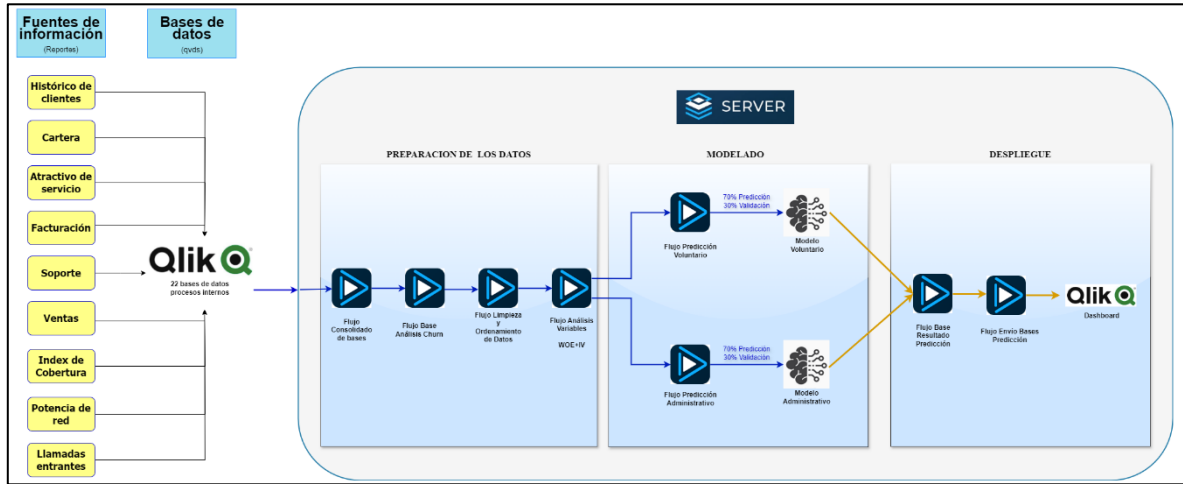 Fuentes de
información
(Reportes)
Bases de
datos
(qvds)
Histórico de
clientes
Cartera
Atractivo de
servicio
Facturación
Soporte
Ventas
Index de
Cobertura
Potencia de
red
Llamadas
entrantes
Qlik
22 bases de datos
procesos internos
SERVER
PREPARACION DE LOS DATOS
Flujo
Consolidado
de bases
Flujo Base
Análisis Churn
Flujo Limpieza
y
Ordenamiento
de Datos
Flujo Análisis
Variables
WOE+IV
MODELADO
Flujo Predicción
Voluntario
70% Predicción
30% Validación
Modelo
Voluntario
Flujo Predicción
Administrativo
70% Predicción
30% Validación
Modelo
Administrativo
DESPLIEGUE
Flujo Base
Resultado
Predicción
Flujo Envío Bases
Predicción
Qlik
Dashboard